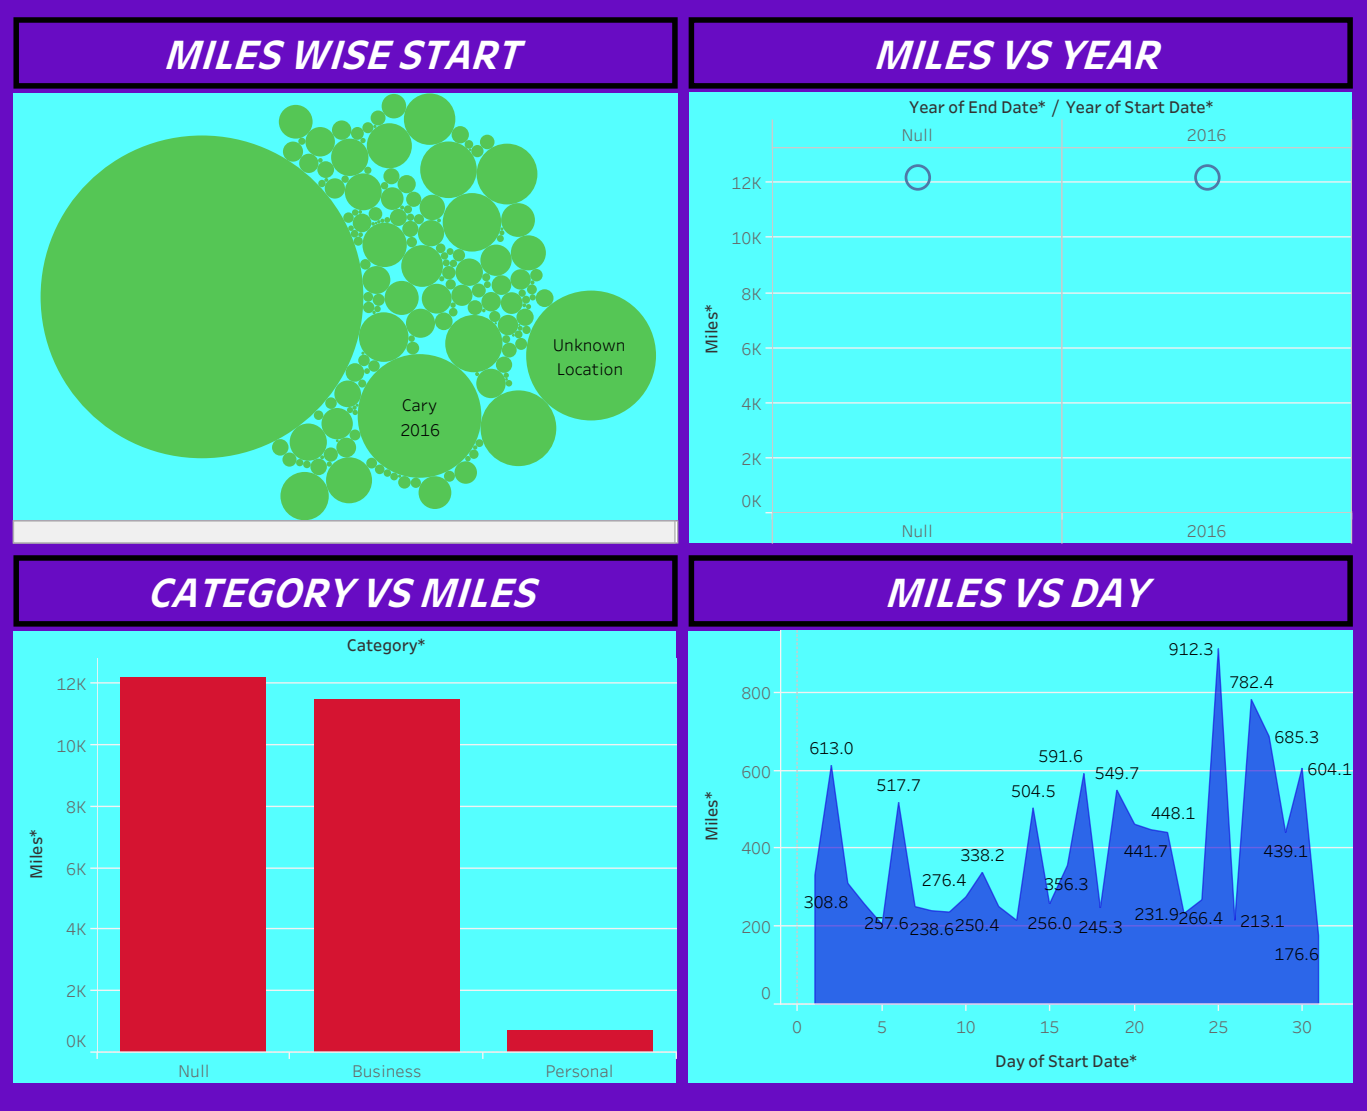 MILES WISE START
Unknown
Location
Cary
2016
MILES VS YEAR
Year of End Date* / Year of Start Date*
Null 2016
12K
10K
8K
6K
4K
2K
0K
Miles*
Null 2016
CATEGORY VS MILES
Category*
12K
10K
8K
6K
4K
2K
0K
Miles*
Null Business Personal
MILES VS DAY
912.3
782.4
613.0 591.6 685.3
517.7 549.7 604.1
504.5 448.1
338.2 441.7 439.1
276.4 356.3
308.8 257.6 238.6 250.4 256.0 245.3 231.9 266.4 213.1
176.6
800
600
400
200
0
Miles*
0 5 10 15 20 25 30
Day of Start Date*